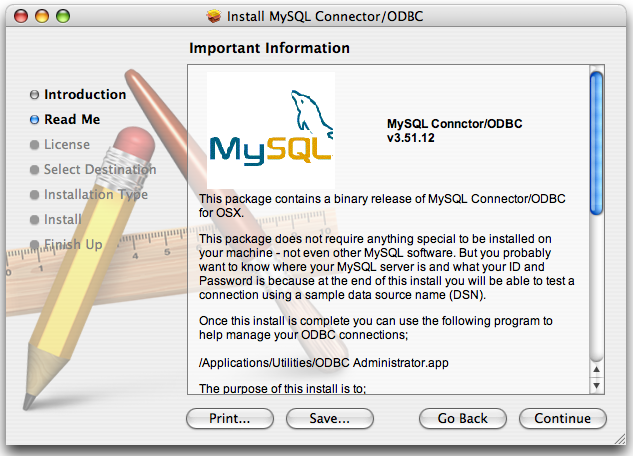 Install MySQL Connector/ODBC
Important Information
Introduction
Read Me
License
Select Destination
Installation Type
Install
Finish Up
MySQL
MySQL Connctor/ODBC
v3.51.12
This package contains a binary release of MySQL Connector/ODBC
for OSX.
This package does not require anything special to be installed on
your machine - not even other MySQL software. But you probably
want to know where your MySQL server is and what your ID and
Password is because at the end of this install you will be able to test a
connection using a sample data source name (DSN).
Once this install is complete you can use the following program to
help manage your ODBC connections;
/Applications/Utilities/ODBC Administrator.app
The purpose of this install is to;
0 1 4 5
Print...
Save...
Go Back
Continue